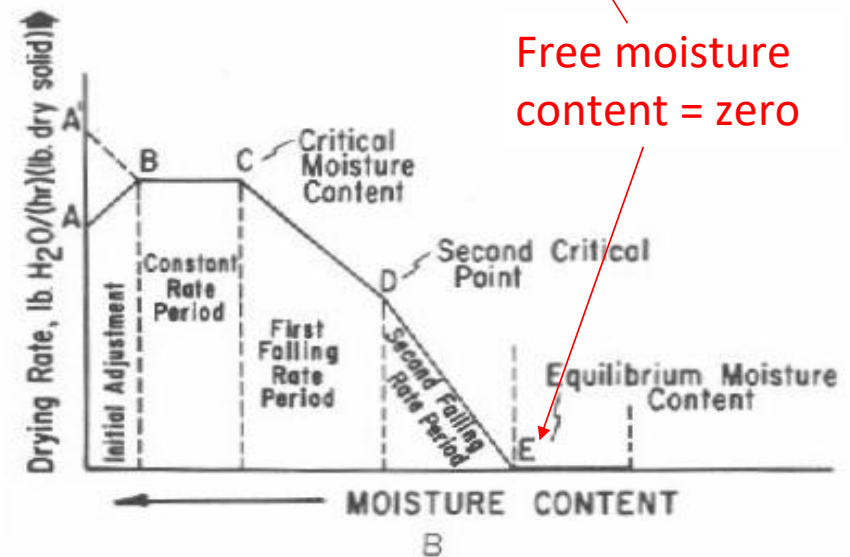 Free moisture
content = zero
Drying Rate, lb. H2O/(hr)(lb. dry solid)
A'
A
B
C
Critical
Moisture
Content
Constant
Rate
Period
Initial Adjustment
First
Falling
Rate
Period
D
Second Critical
Point
Second Falling
Rate Period
Equilibrium Moisture
Content
E
MOISTURE CONTENT
B